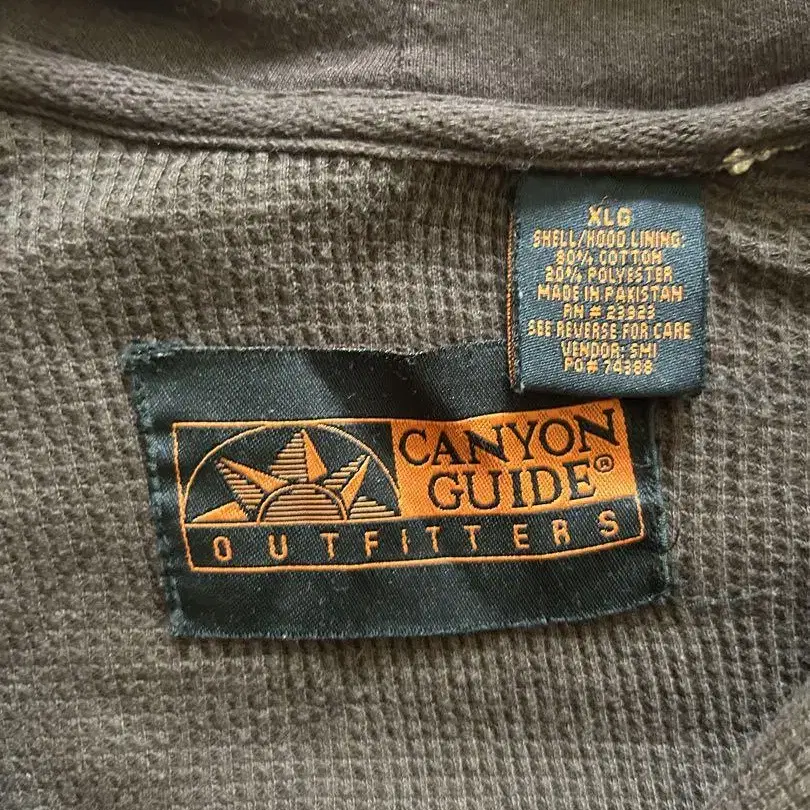 XLG
SHELL/HOOD LINING:
80% COTTON
20% POLYESTER
MADE IN PAKISTAN
RN # 23923
SEE REVERSE FOR CARE
VENDOR: SMI
PO# 74388
CANYON
GUIDE®
OUTFITTERS